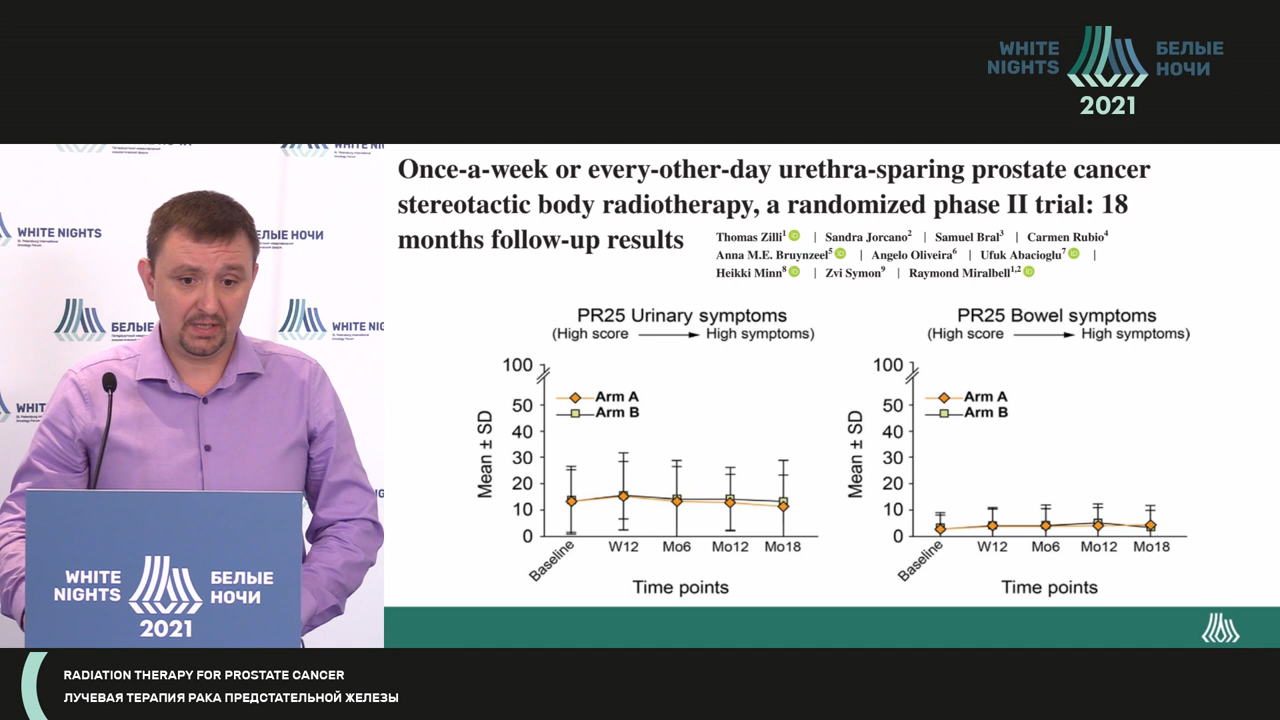 WHITE NIGHTS
БЕЛЫЕ НОЧИ
2021
WHITE NIGHTS
БЕЛЫЕ
WHITE NIG
WHIT
ЛЫЕ НОЧИ
Once-a-week or every-other-day urethra-sparing prostate cancer
stereotactic body radiotherapy, a randomized phase II trial: 18
months follow-up results
Thomas Zilli1 | Sandra Jorcano2 | Samuel Bral3 | Carmen Rubio4
Anna M.E. Bruynzeel5 | Angelo Oliveira6 | Ufuk Abacioglu7 |
Heikki Minn8 | Zvi Symon9 | Raymond Miralbell1,2
PR25 Urinary symptoms
(High score → High symptoms)
100
50
40
30
20
10
0
Mean ± SD
Arm A
Arm B
Baseline W12 Mo6 Mo12 Mo18
Time points
PR25 Bowel symptoms
(High score → High symptoms)
100
50
40
30
20
10
0
Mean ± SD
Arm A
Arm B
Baseline W12 Mo6 Mo12 Mo18
Time points
WHITE NIGHTS
БЕЛЫЕ НОЧИ
2021
RADIATION THERAPY FOR PROSTATE CANCER
ЛУЧЕВАЯ ТЕРАПИЯ РАКА ПРЕДСТАТЕЛЬНОЙ ЖЕЛЕЗЫ